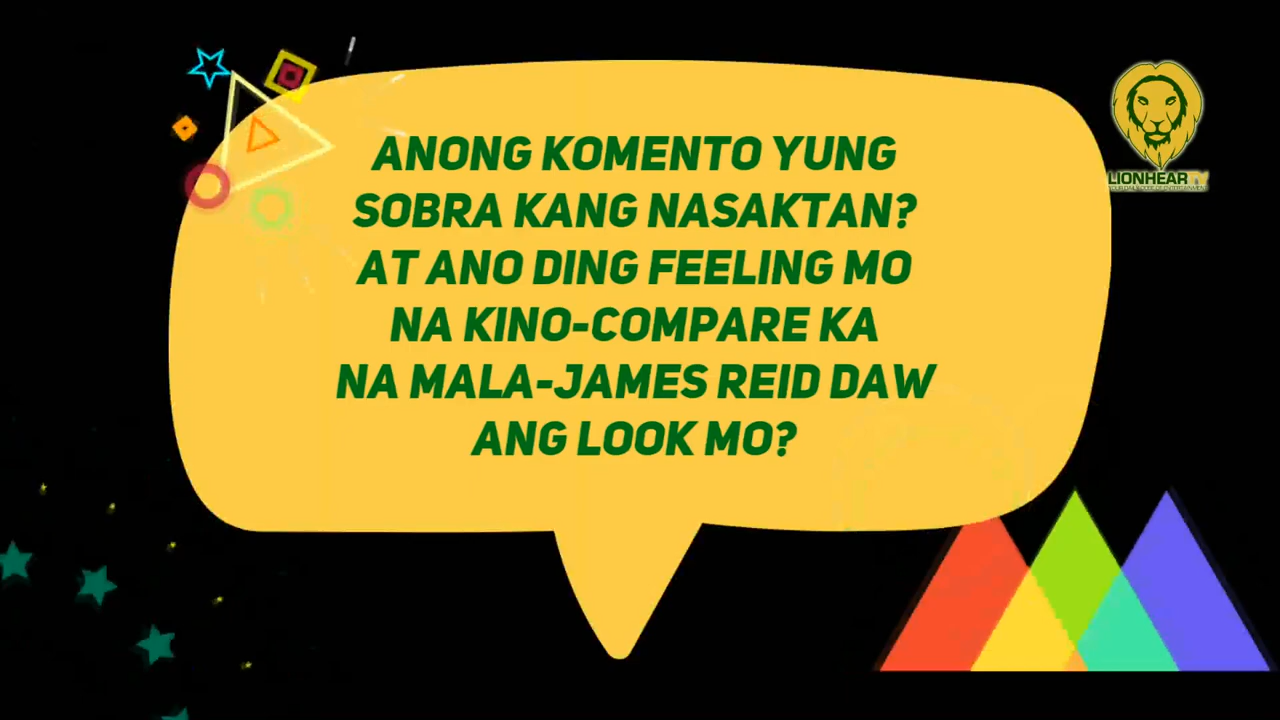 ANONG KOMENTO YUNG
SOBRA KANG NASAKTAN?
AT ANO DING FEELING MO
NA KINO-COMPARE KA
NA MALA-JAMES REID DAW
ANG LOOK MO?
LIONHEARTV